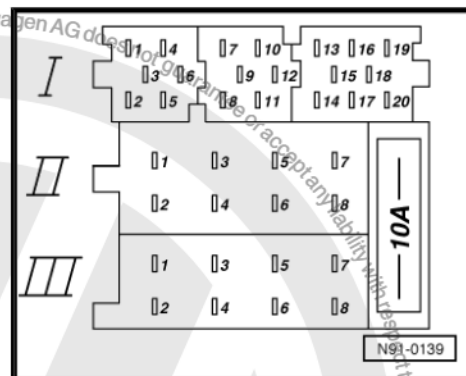 agen AG does not guarantee or accept any liability with respect t
I
1 4 7 10 13 16 19
3 6 9 12 15 18
2 5 8 11 14 17 20
II
1 3 5 7
2 4 6 8
III
1 3 5 7
2 4 6 8
10A
N91-0139